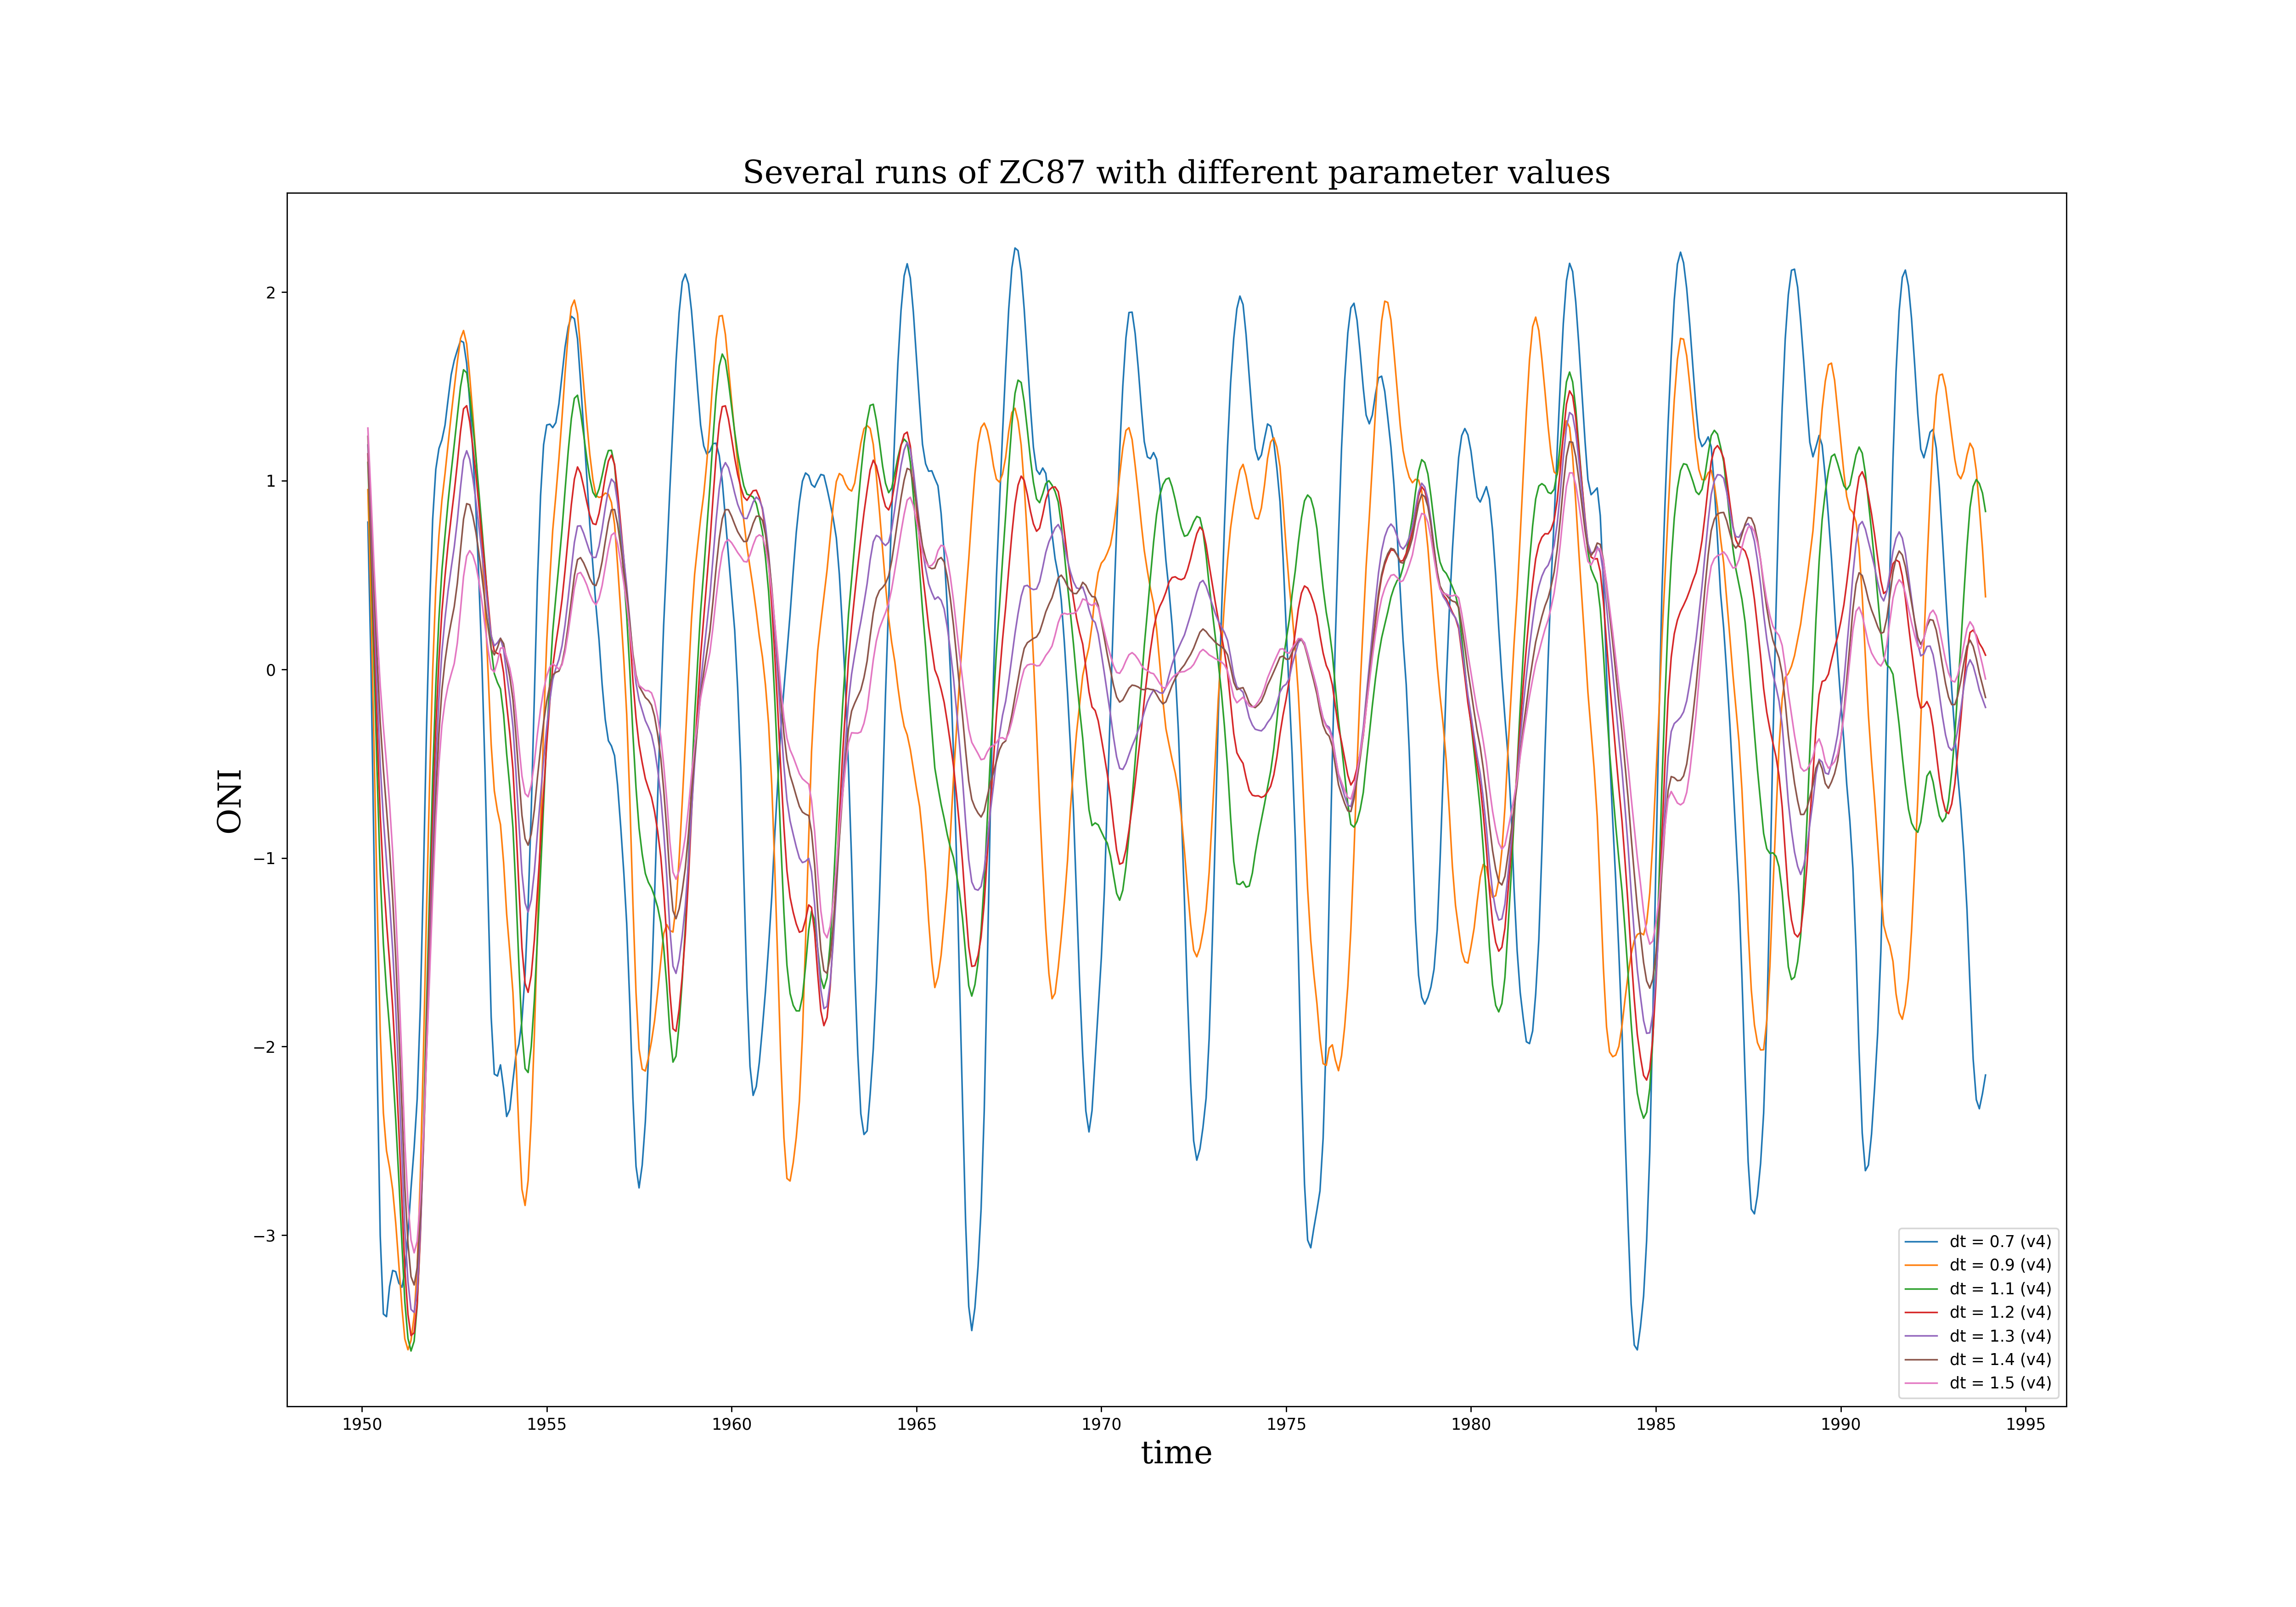 Several runs of ZC87 with different parameter values
ONI
2
1
0
−1
−2
−3
1950
1955
1960
1965
1970
1975
1980
1985
1990
1995
time
dt = 0.7 (v4)
dt = 0.9 (v4)
dt = 1.1 (v4)
dt = 1.2 (v4)
dt = 1.3 (v4)
dt = 1.4 (v4)
dt = 1.5 (v4)